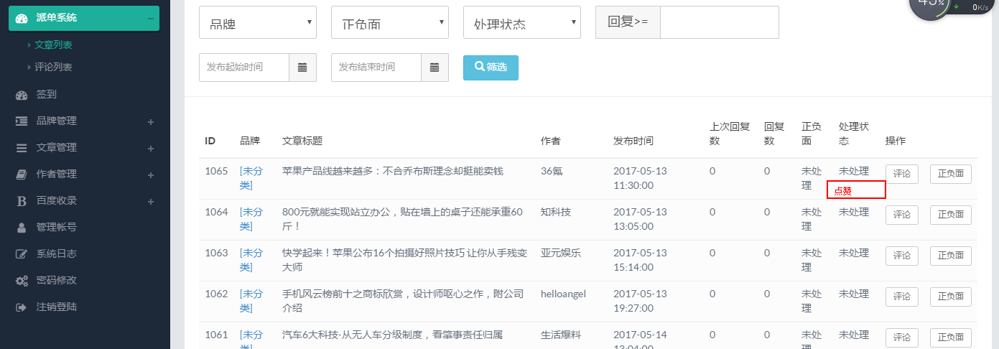 派单系统
文章列表
评论列表
签到
品牌管理
文章管理
作者管理
百度收录
管理帐号
系统日志
密码修改
注销登陆
品牌 正负面 处理状态 回复>=
发布起始时间 发布结束时间 筛选
45%
0K/s
ID 品牌 文章标题 作者 发布时间 上次回复数 回复数 正负面 处理状态 操作
1065 [未分类] 苹果产品线越来越多：不合乔布斯理念却挺能卖钱 36氪 2017-05-13 11:30:00 0 0 未处理 未处理 评论 正负面
点赞
1064 [未分类] 800元就能实现站立办公，贴在墙上的桌子还能承重60斤！ 知科技 2017-05-13 13:05:00 0 0 未处理 未处理 评论 正负面
1063 [未分类] 快学起来！苹果公布16个拍摄好照片技巧 让你从手残变大师 亚元娱乐 2017-05-13 15:14:00 0 0 未处理 未处理 评论 正负面
1062 [未分类] 手机风云榜前十之商标欣赏，设计师呕心之作，附公司介绍 helloangel 2017-05-13 19:27:00 0 0 未处理 未处理 评论 正负面
1061 [未分类] 汽车6大科技-从无人车分级制度，看肇事责任归属 生活爆料 2017-05-14 13:04:00 0 0 未处理 未处理 评论 正负面